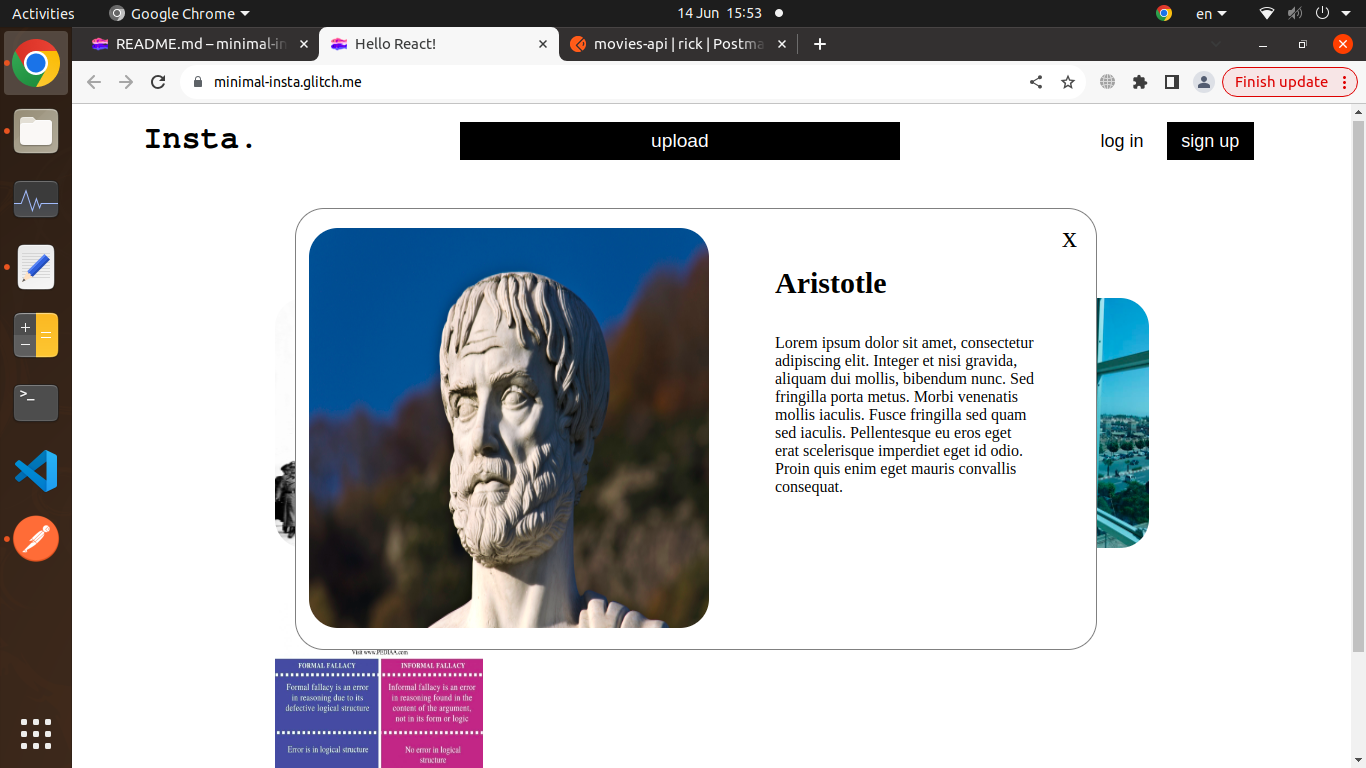 Activities
Google Chrome
14 Jun 15:53
en
README.md – minimal-in
Hello React!
movies-api | rick | Postma
minimal-insta.glitch.me
Finish update
Insta.
upload
log in
sign up
X
Aristotle
Lorem ipsum dolor sit amet, consectetur
adipiscing elit. Integer et nisi gravida,
aliquam dui mollis, bibendum nunc. Sed
fringilla porta metus. Morbi venenatis
mollis iaculis. Fusce fringilla sed quam
sed iaculis. Pellentesque eu eros eget
erat scelerisque imperdiet eget id odio.
Proin quis enim eget mauris convallis
consequat.
Visit www.PEDIAA.com
FORMAL FALLACY
Formal fallacy is an error
in reasoning due to its
defective logical structure
Error is in logical structure
INFORMAL FALLACY
Informal fallacy is an error
in reasoning found in the
content of the argument,
not in its form or logic
No error in logical
structure